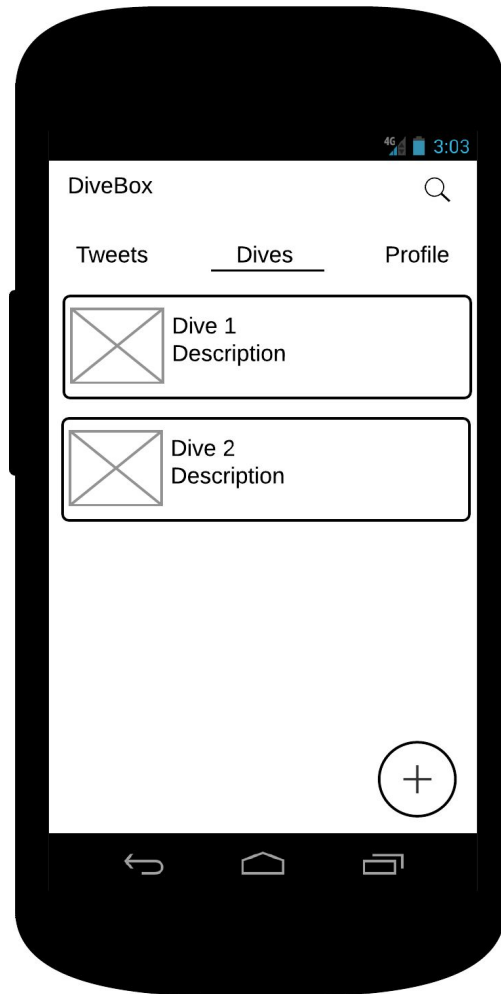 4G 3:03
DiveBox
Tweets Dives Profile
Dive 1
Description
Dive 2
Description